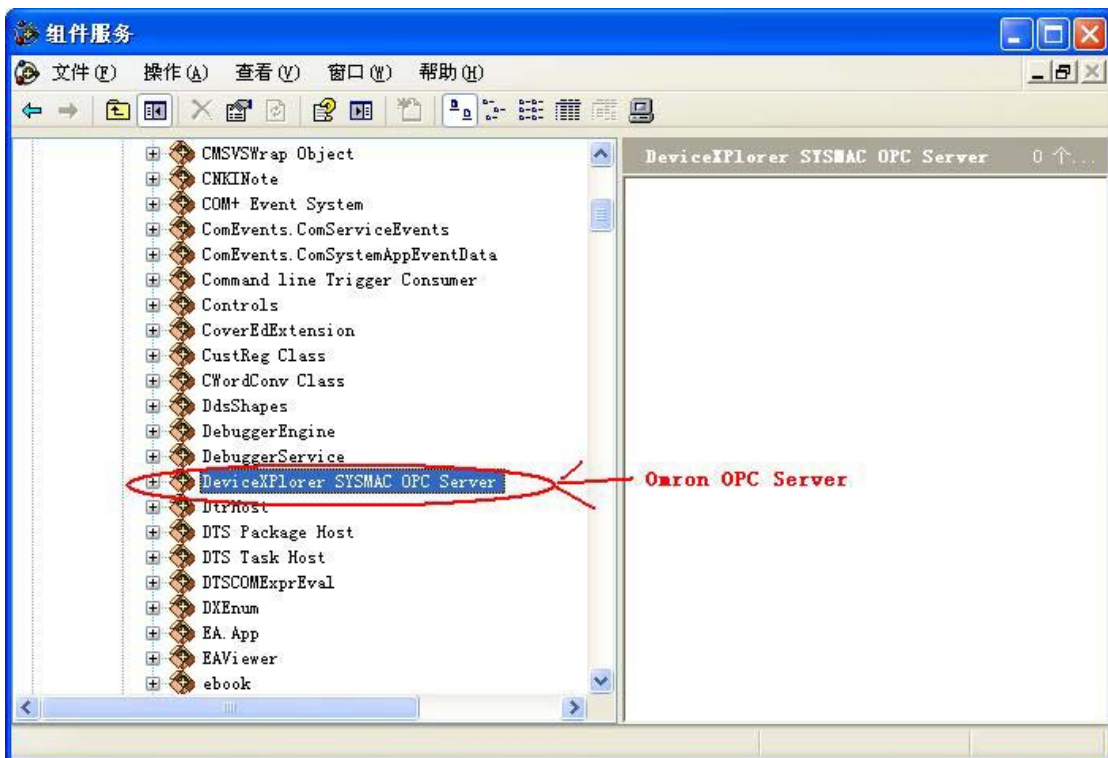 组件服务
文件(F) 操作(A) 查看(V) 窗口(W) 帮助(H)
DeviceXPlorer SYSMAC OPC Server 0 个...
CMSVSWrap Object
CNKINote
COM+ Event System
ComEvents.ComServiceEvents
ComEvents.ComSystemAppEventData
Command line Trigger Consumer
Controls
CoverEdExtension
CustReg Class
CWordConv Class
DdsShapes
DebuggerEngine
DebuggerService
DeviceXPlorer SYSMAC OPC Server
Omron OPC Server
DtrHost
DTS Package Host
DTS Task Host
DTSCOMExprEval
DXEnum
EA.App
EAViewer
ebook